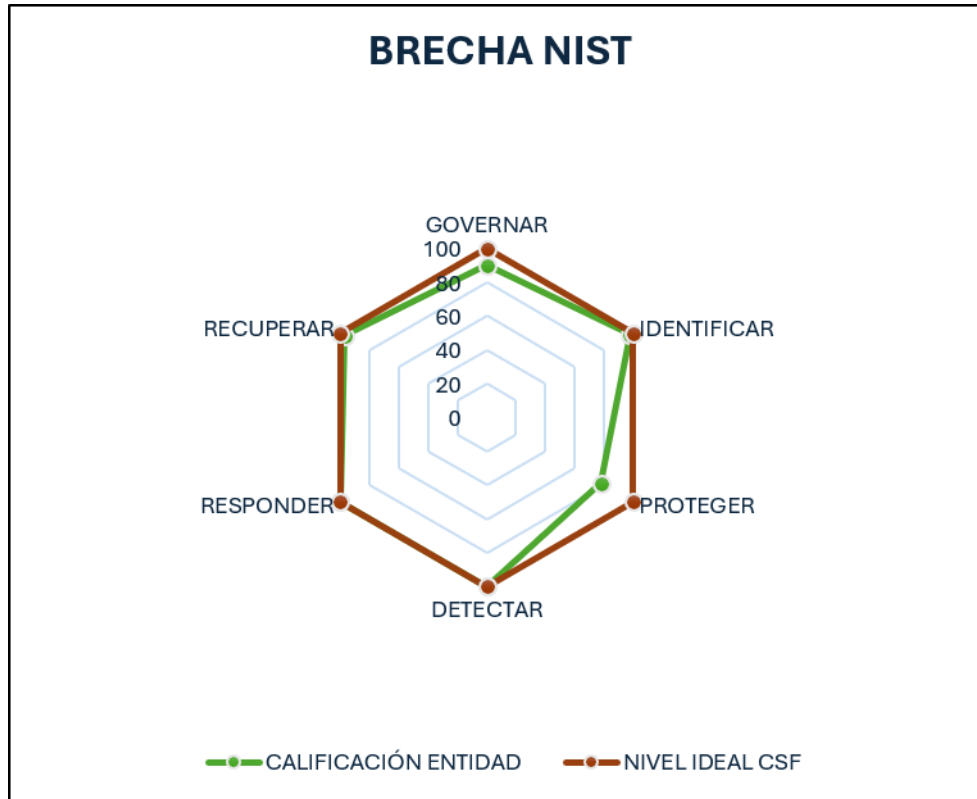 BRECHA NIST
GOVERNAR
100
80
60
40
20
0
RECUPERAR
IDENTIFICAR
RESPONDER
PROTEGER
DETECTAR
CALIFICACIÓN ENTIDAD
NIVEL IDEAL CSF